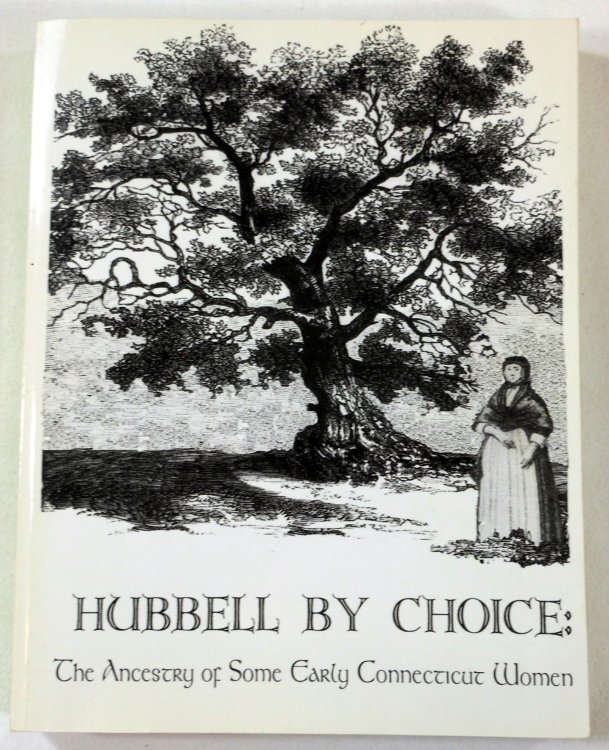 HUBBELL BY CHOICE:
The Ancestry of Some Early Connecticut Women